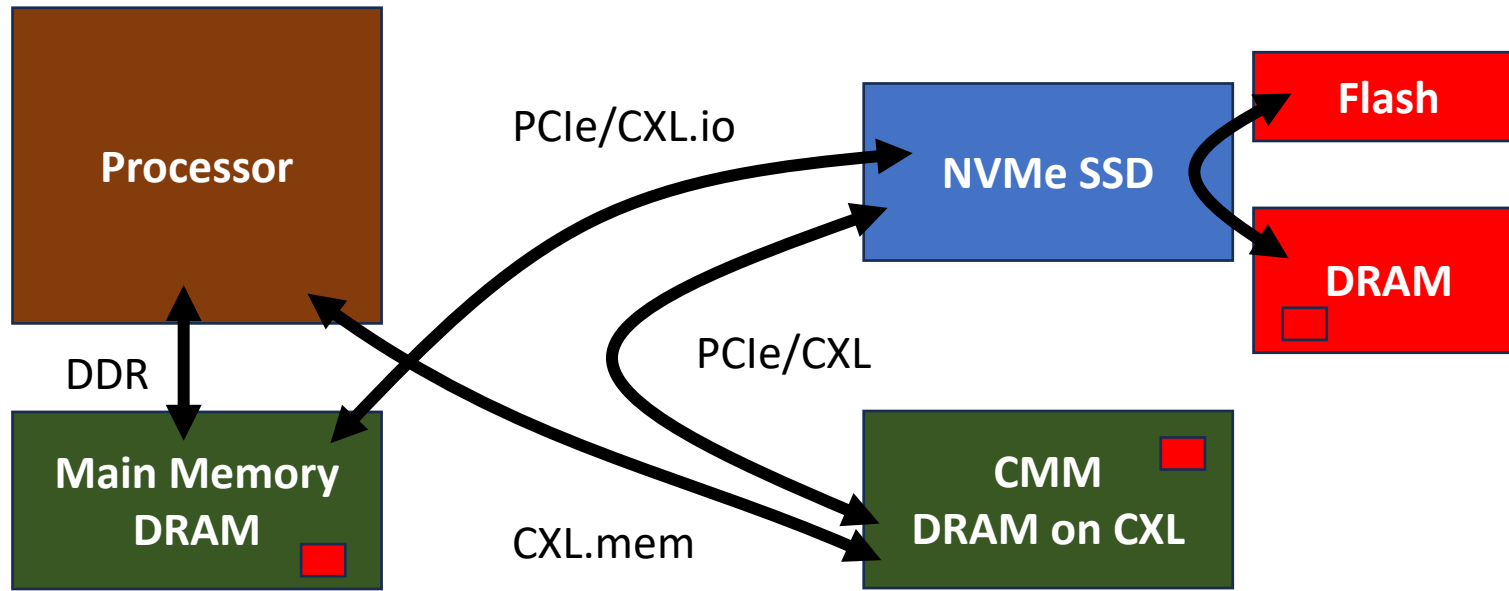 Processor
PCIe/CXL.io
NVMe SSD
Flash
DRAM
DDR
PCIe/CXL
Main Memory
DRAM
CXL.mem
CMM
DRAM on CXL